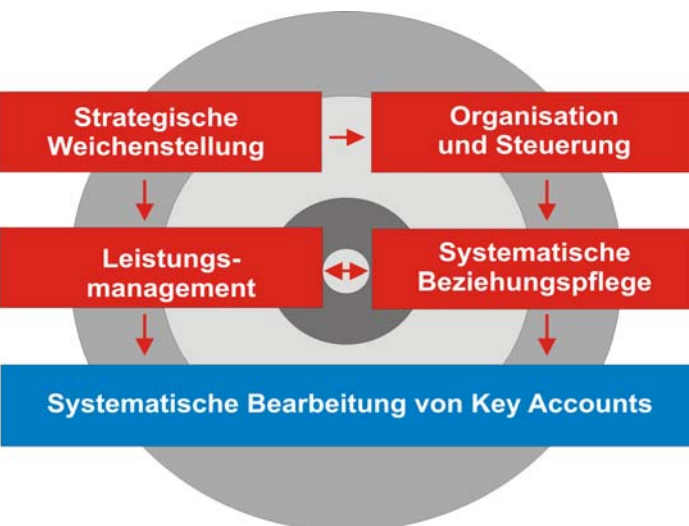 Strategische
Weichenstellung
Organisation
und Steuerung
Leistungs-
management
Systematische
Beziehungspflege
Systematische Bearbeitung von Key Accounts